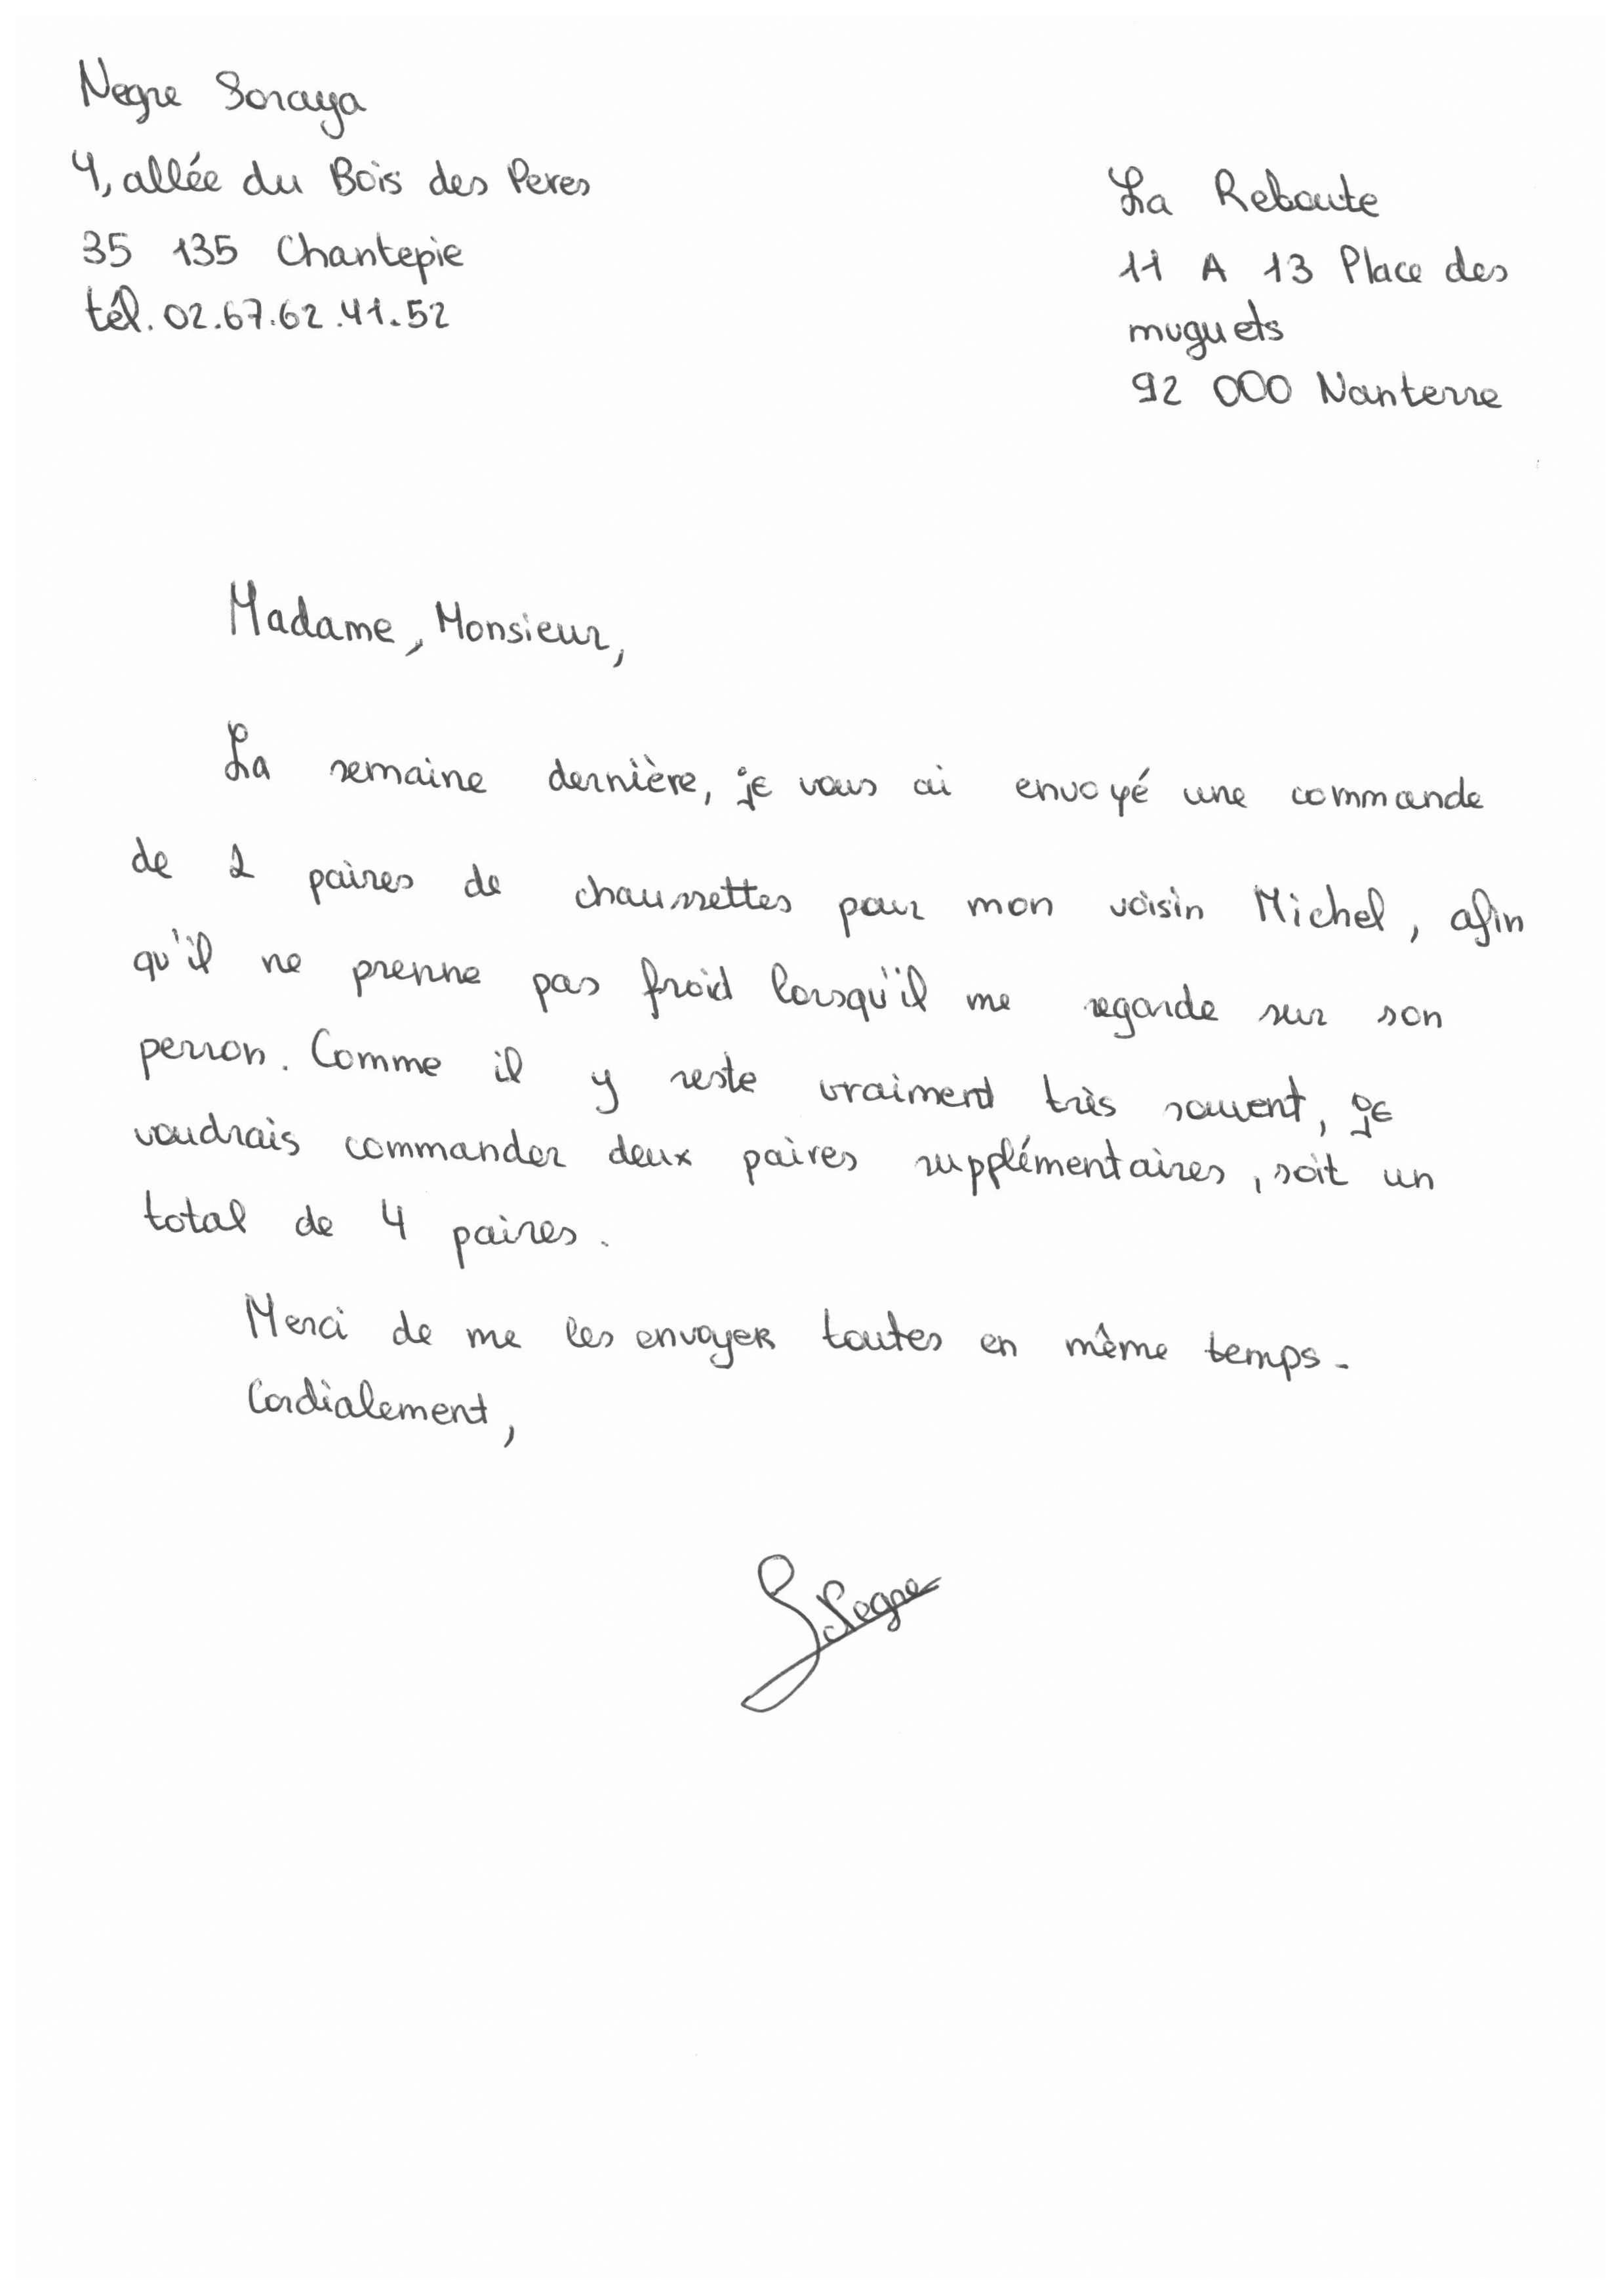 Negre Soraya
4, allée du Bois des Peres
35 135 Chantepie
tél. 02.67.62.41.52
La Reboute
11 A 13 Place des
muguets
92 000 Nanterre
Madame, Monsieur,
La semaine dernière, je vous ai envoyé une commande
de 2 paires de chaussettes pour mon voisin Michel, afin
qu'il ne prenne pas froid lorsqu'il me regarde sur son
perron. Comme il y reste vraiment très souvent, je
voudrais commander deux paires supplémentaires, soit un
total de 4 paires.
Merci de me les envoyer toutes en même temps.
Cordialement,
SNegre